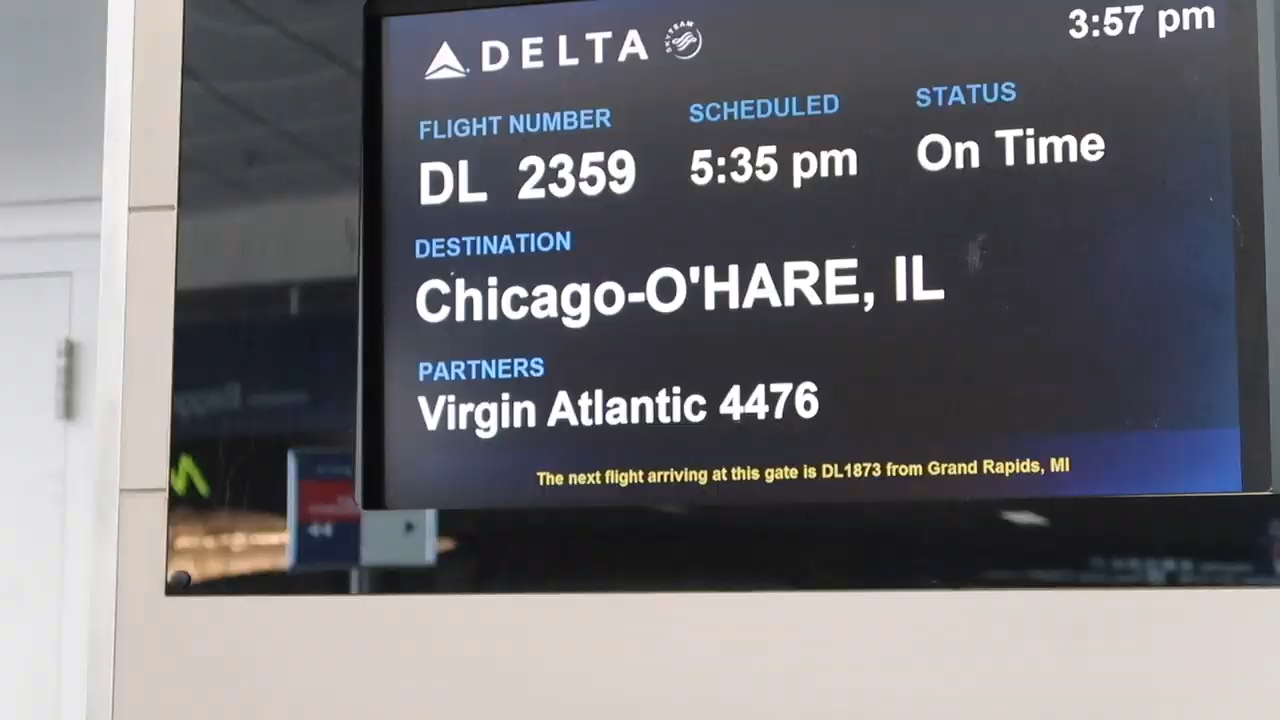 DELTA SKYTEAM
3:57 pm
FLIGHT NUMBER SCHEDULED STATUS
DL 2359 5:35 pm On Time
DESTINATION
Chicago-O'HARE, IL
PARTNERS
Virgin Atlantic 4476
The next flight arriving at this gate is DL1873 from Grand Rapids, MI